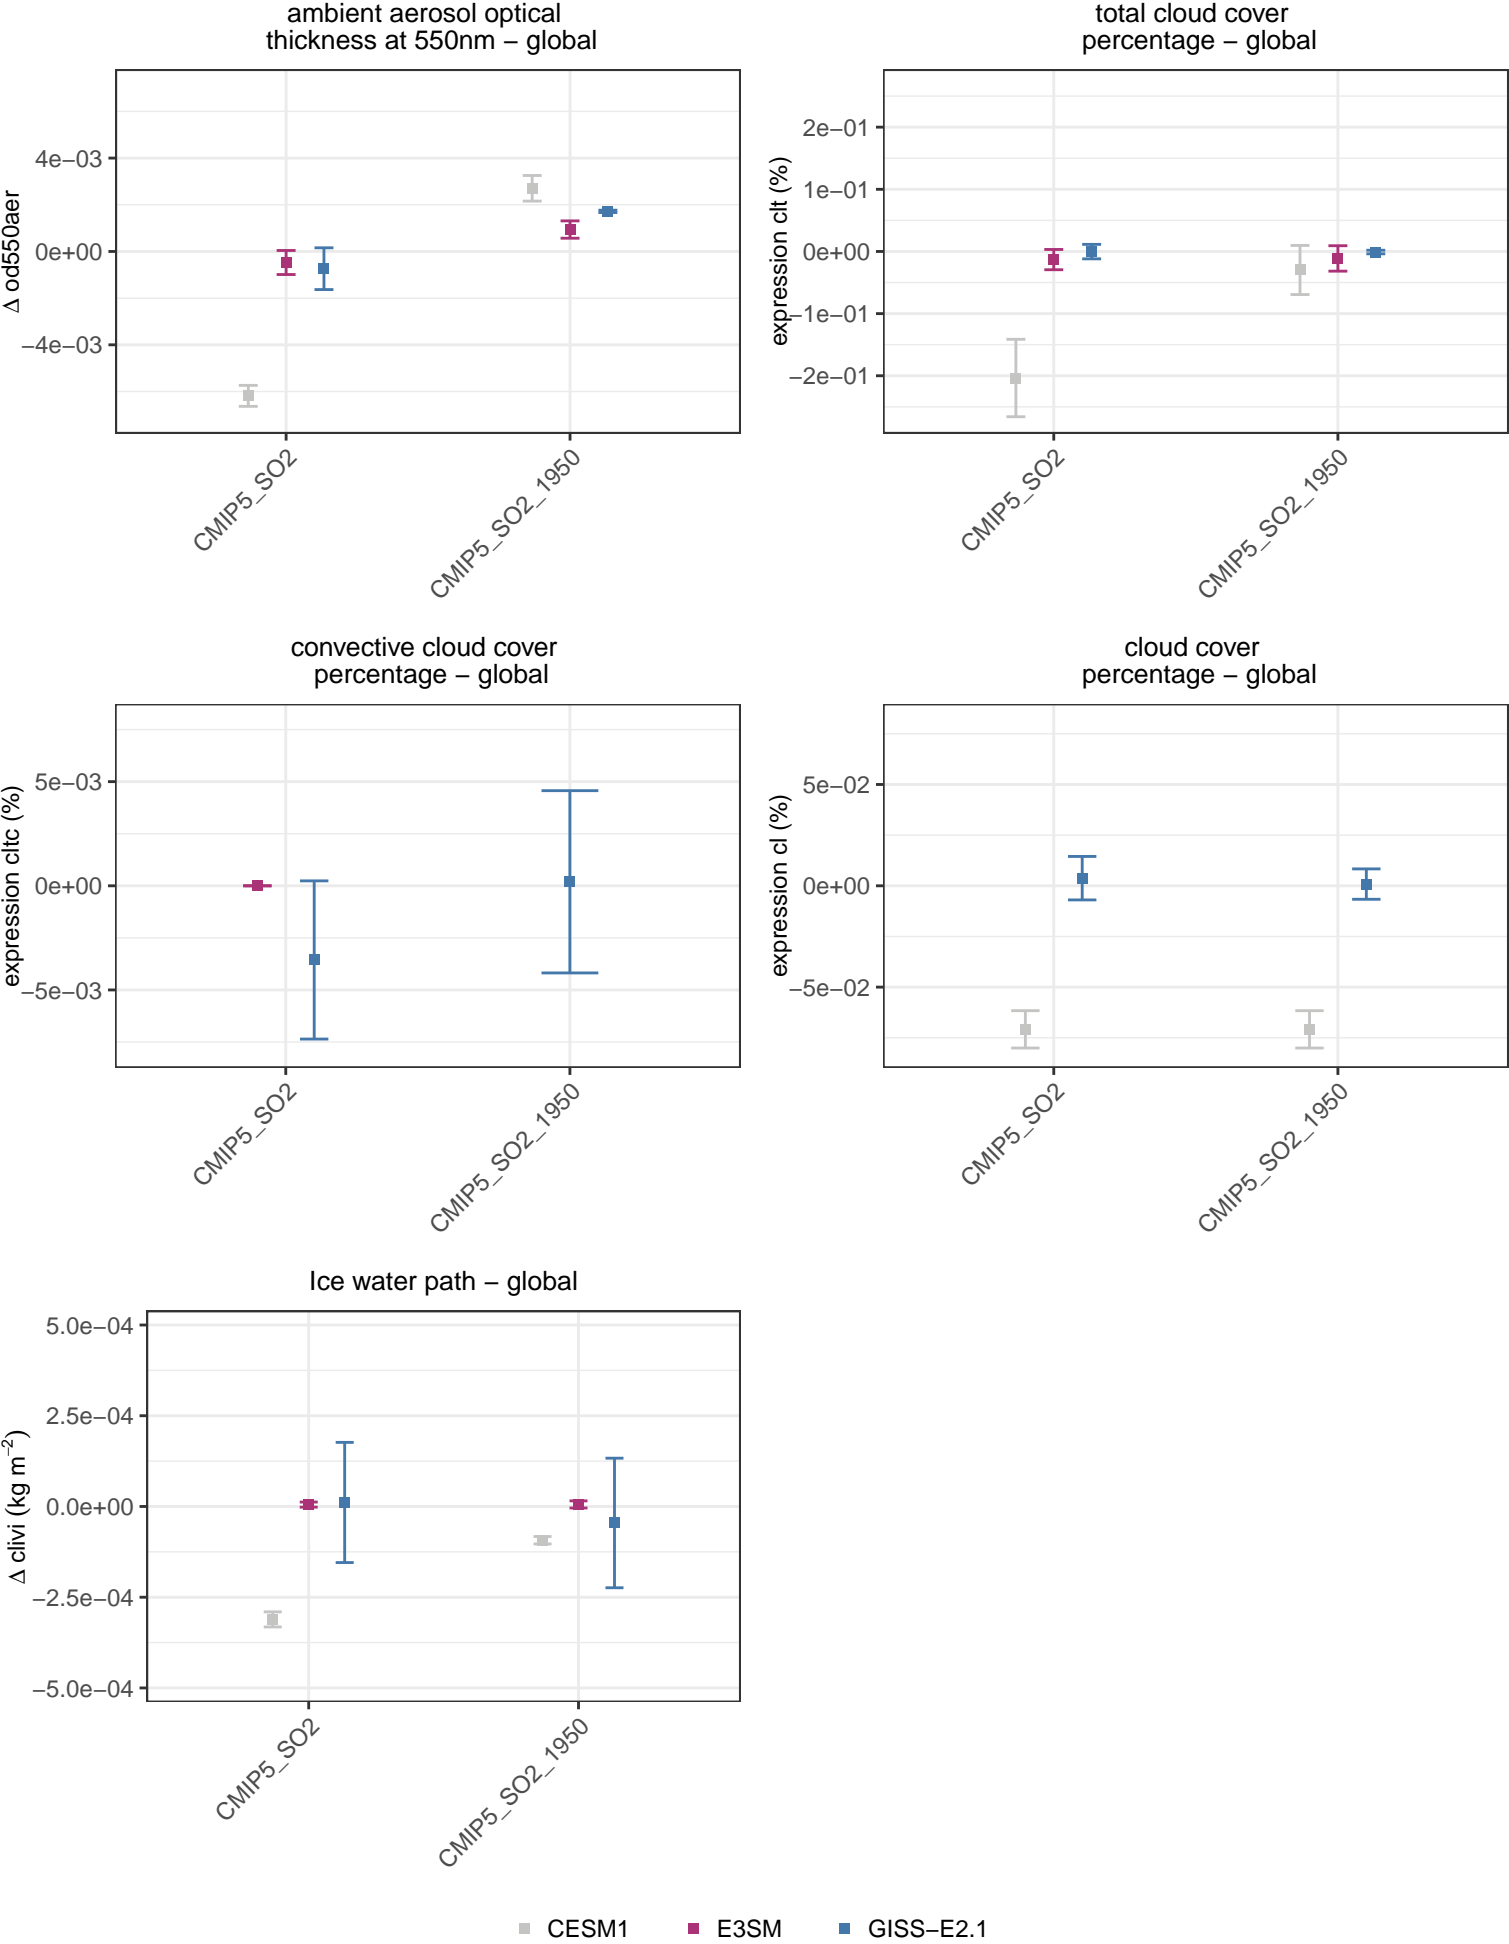 ambient aerosol optical
thickness at 550nm − global
4e−03
0e+00
−4e−03
Δ od550aer
CMIP5_SO2
CMIP5_SO2_1950
total cloud cover
percentage − global
2e−01
1e−01
0e+00
−1e−01
−2e−01
expression clt (%)
CMIP5_SO2
CMIP5_SO2_1950
convective cloud cover
percentage − global
5e−03
0e+00
−5e−03
expression cltc (%)
CMIP5_SO2
CMIP5_SO2_1950
cloud cover
percentage − global
5e−02
0e+00
−5e−02
expression cl (%)
CMIP5_SO2
CMIP5_SO2_1950
Ice water path − global
5.0e−04
2.5e−04
0.0e+00
−2.5e−04
−5.0e−04
Δ clivi (kg m⁻²)
CMIP5_SO2
CMIP5_SO2_1950
CESM1 E3SM GISS−E2.1